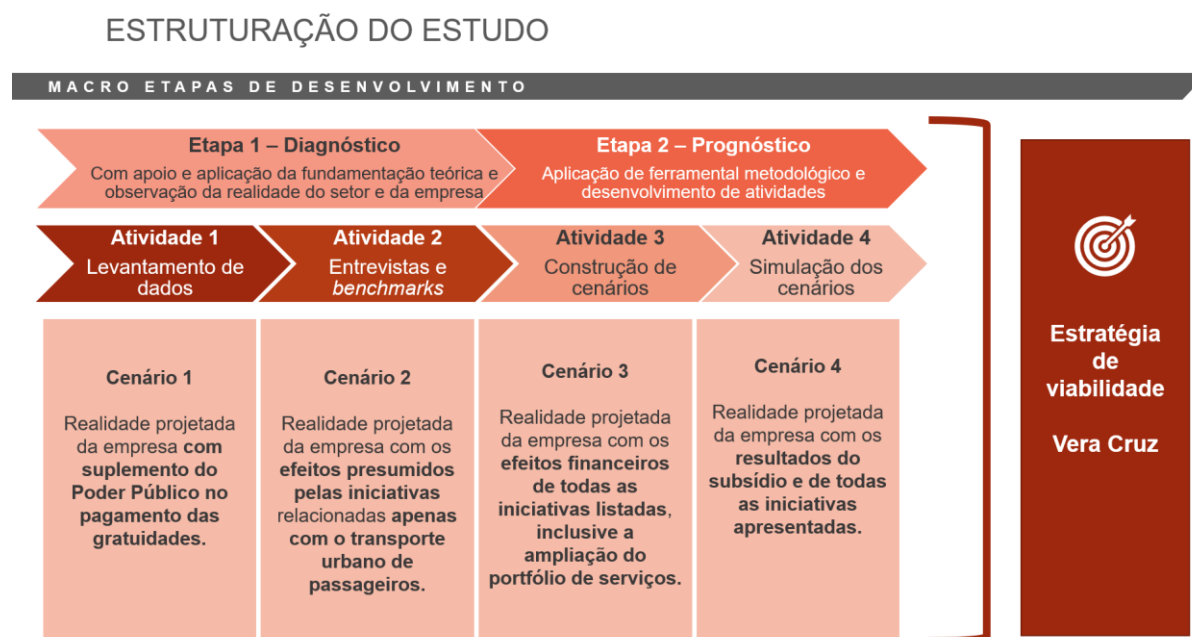 ESTRUTURAÇÃO DO ESTUDO
MACRO ETAPAS DE DESENVOLVIMENTO
Etapa 1 – Diagnóstico
Com apoio e aplicação da fundamentação teórica e
observação da realidade do setor e da empresa
Etapa 2 – Prognóstico
Aplicação de ferramental metodológico e
desenvolvimento de atividades
Atividade 1
Levantamento de
dados
Atividade 2
Entrevistas e
benchmarks
Atividade 3
Construção de
cenários
Atividade 4
Simulação dos
cenários
Cenário 1
Realidade projetada
da empresa com
suplemento do
Poder Público no
pagamento das
gratuidades.
Cenário 2
Realidade projetada
da empresa com os
efeitos presumidos
pelas iniciativas
relacionadas apenas
com o transporte
urbano de
passageiros.
Cenário 3
Realidade projetada
da empresa com os
efeitos financeiros
de todas as
iniciativas listadas,
inclusive a
ampliação do
portfólio de serviços.
Cenário 4
Realidade projetada
da empresa com os
resultados do
subsídio e de todas
as iniciativas
apresentadas.
Estratégia
de
viabilidade
Vera Cruz